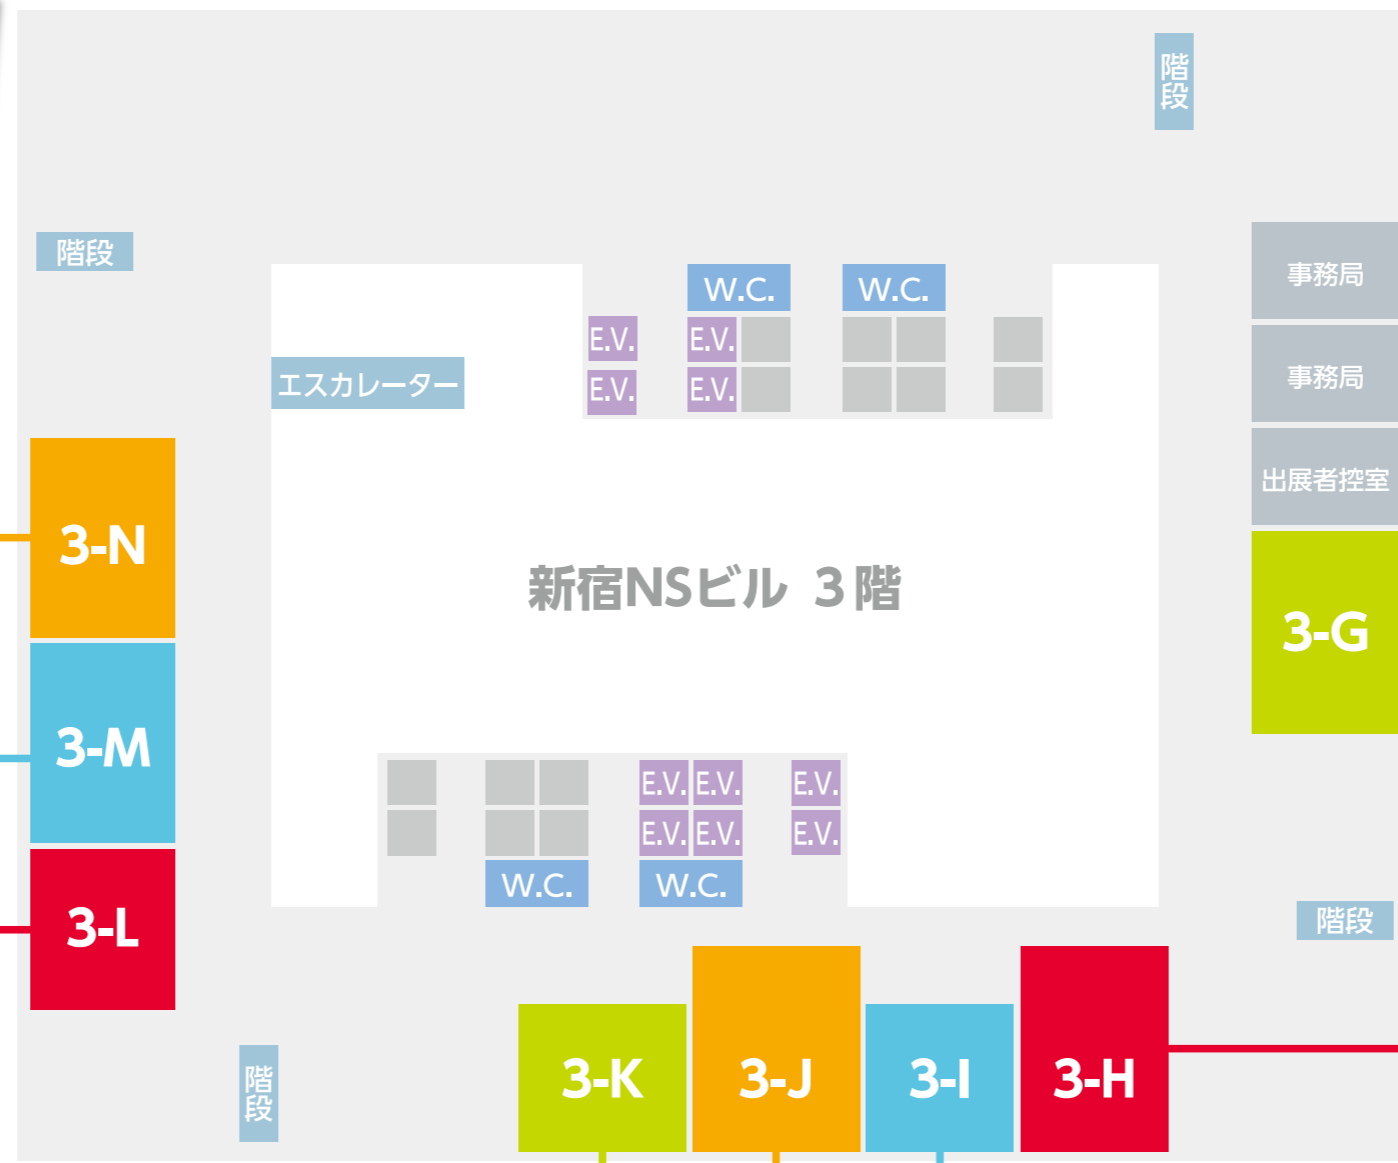 階段
階段
事務局
W.C.
W.C.
E.V.
E.V.
エスカレーター
E.V.
E.V.
事務局
出展者控室
3-N
新宿NSビル 3階
3-G
3-M
E.V.
E.V.
E.V.
E.V.
E.V.
E.V.
W.C.
W.C.
3-L
階段
階段
3-K
3-J
3-I
3-H